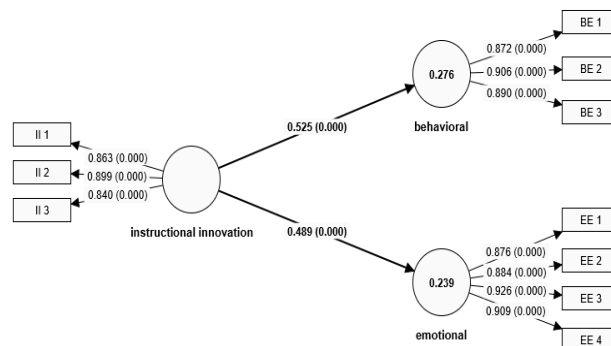 BE 1
0.872 (0.000)
0.906 (0.000)
BE 2
0.276
0.890 (0.000)
BE 3
behavioral
0.525 (0.000)
II 1
0.863 (0.000)
II 2
0.899 (0.000)
0.840 (0.000)
II 3
instructional innovation
0.489 (0.000)
EE 1
0.876 (0.000)
0.884 (0.000)
EE 2
0.239
0.926 (0.000)
EE 3
0.909 (0.000)
emotional
EE 4